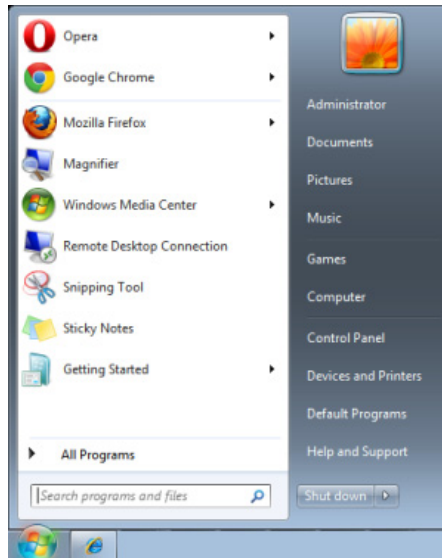 Opera
Google Chrome
Mozilla Firefox
Magnifier
Windows Media Center
Remote Desktop Connection
Snipping Tool
Sticky Notes
Getting Started
All Programs
Search programs and files
Administrator
Documents
Pictures
Music
Games
Computer
Control Panel
Devices and Printers
Default Programs
Help and Support
Shut down